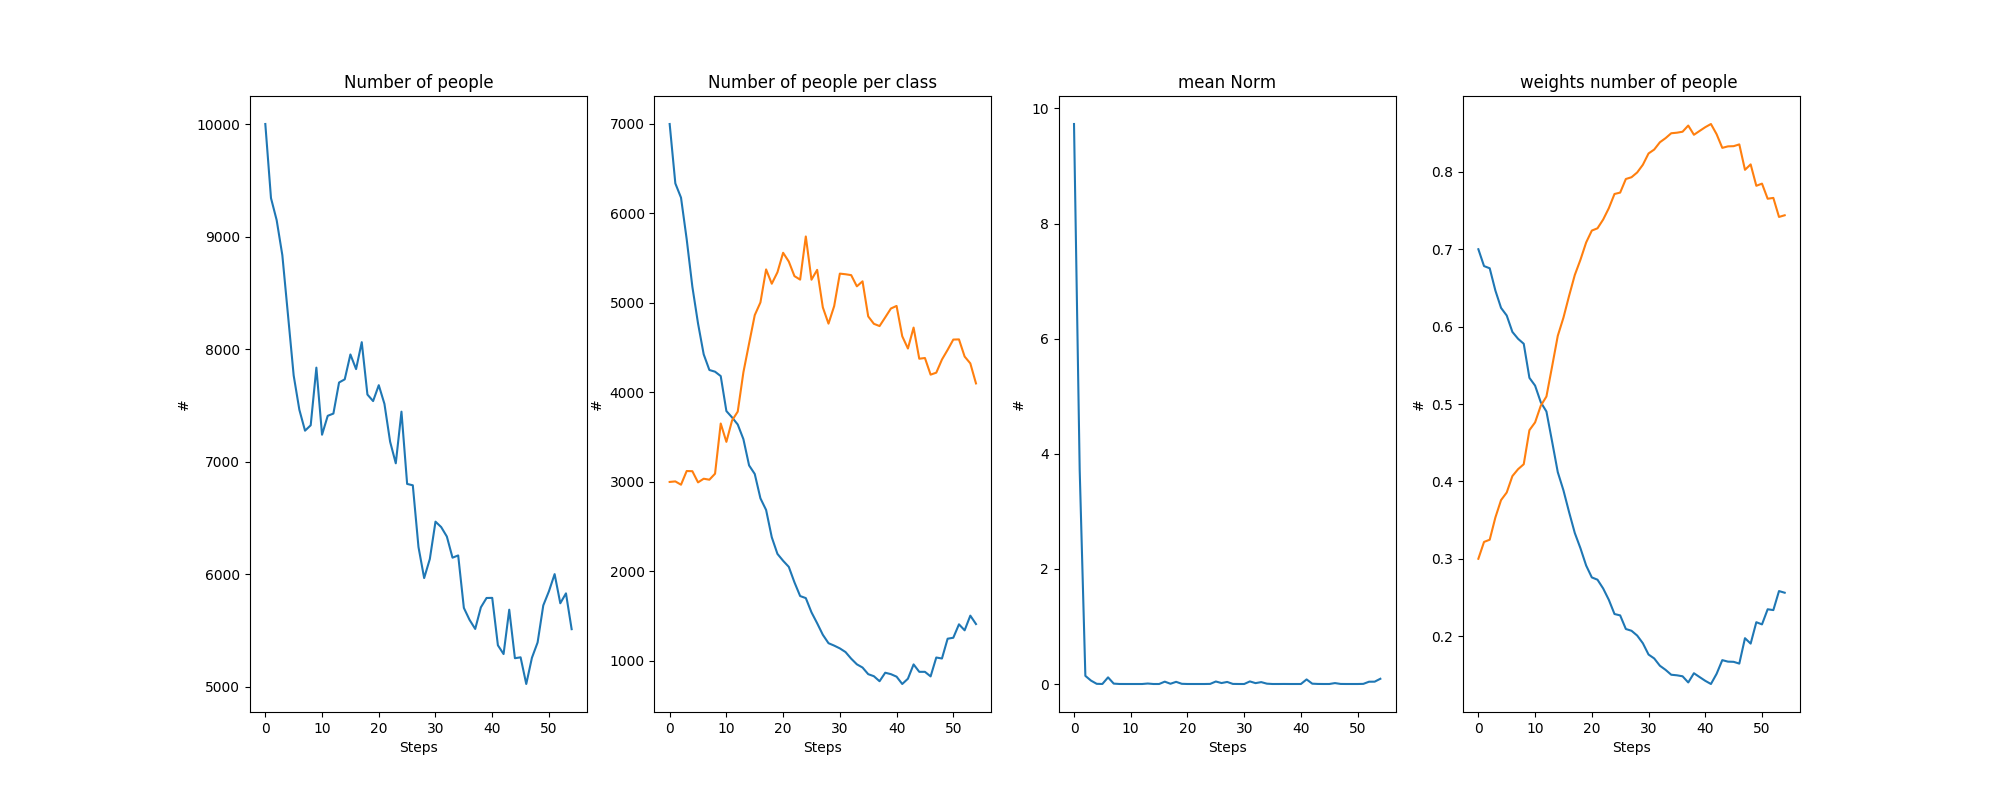 Number of people
10000
9000
8000
7000
6000
5000
#
0 10 20 30 40 50
Steps
Number of people per class
7000
6000
5000
4000
3000
2000
1000
#
0 10 20 30 40 50
Steps
mean Norm
10
8
6
4
2
0
#
0 10 20 30 40 50
Steps
weights number of people
0.8
0.7
0.6
0.5
0.4
0.3
0.2
#
0 10 20 30 40 50
Steps